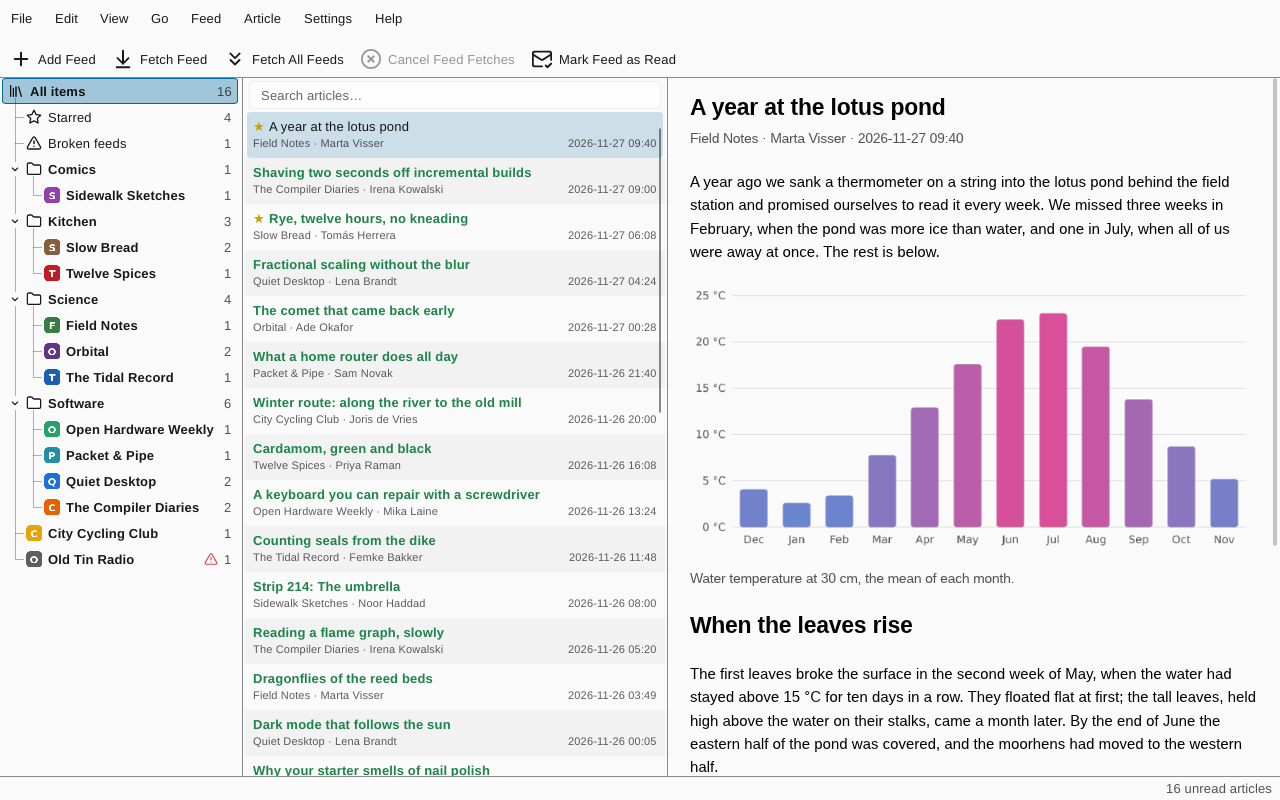 File Edit View Go Feed Article Settings Help
Add Feed Fetch Feed Fetch All Feeds Cancel Feed Fetches Mark Feed as Read
All items 16
Starred 4
Broken feeds 1
Comics 1
S Sidewalk Sketches 1
Kitchen 3
S Slow Bread 2
T Twelve Spices 1
Science 4
F Field Notes 1
O Orbital 2
T The Tidal Record 1
Software 6
O Open Hardware Weekly 1
P Packet & Pipe 1
Q Quiet Desktop 2
C The Compiler Diaries 2
C City Cycling Club 1
O Old Tin Radio 1
Search articles…
★ A year at the lotus pond
Field Notes · Marta Visser 2026-11-27 09:40
Shaving two seconds off incremental builds
The Compiler Diaries · Irena Kowalski 2026-11-27 09:00
★ Rye, twelve hours, no kneading
Slow Bread · Tomás Herrera 2026-11-27 06:08
Fractional scaling without the blur
Quiet Desktop · Lena Brandt 2026-11-27 04:24
The comet that came back early
Orbital · Ade Okafor 2026-11-27 00:28
What a home router does all day
Packet & Pipe · Sam Novak 2026-11-26 21:40
Winter route: along the river to the old mill
City Cycling Club · Joris de Vries 2026-11-26 20:00
Cardamom, green and black
Twelve Spices · Priya Raman 2026-11-26 16:08
A keyboard you can repair with a screwdriver
Open Hardware Weekly · Mika Laine 2026-11-26 13:24
Counting seals from the dike
The Tidal Record · Femke Bakker 2026-11-26 11:48
Strip 214: The umbrella
Sidewalk Sketches · Noor Haddad 2026-11-26 08:00
Reading a flame graph, slowly
The Compiler Diaries · Irena Kowalski 2026-11-26 05:20
Dragonflies of the reed beds
Field Notes · Marta Visser 2026-11-26 03:49
Dark mode that follows the sun
Quiet Desktop · Lena Brandt 2026-11-26 00:05
Why your starter smells of nail polish
A year at the lotus pond
Field Notes · Marta Visser · 2026-11-27 09:40
A year ago we sank a thermometer on a string into the lotus pond behind the field
station and promised ourselves to read it every week. We missed three weeks in
February, when the pond was more ice than water, and one in July, when all of us
were away at once. The rest is below.
25 °C
20 °C
15 °C
10 °C
5 °C
0 °C
Dec Jan Feb Mar Apr May Jun Jul Aug Sep Oct Nov
Water temperature at 30 cm, the mean of each month.
When the leaves rise
The first leaves broke the surface in the second week of May, when the water had
stayed above 15 °C for ten days in a row. They floated flat at first; the tall leaves, held
high above the water on their stalks, came a month later. By the end of June the
eastern half of the pond was covered, and the moorhens had moved to the western
half.
16 unread articles